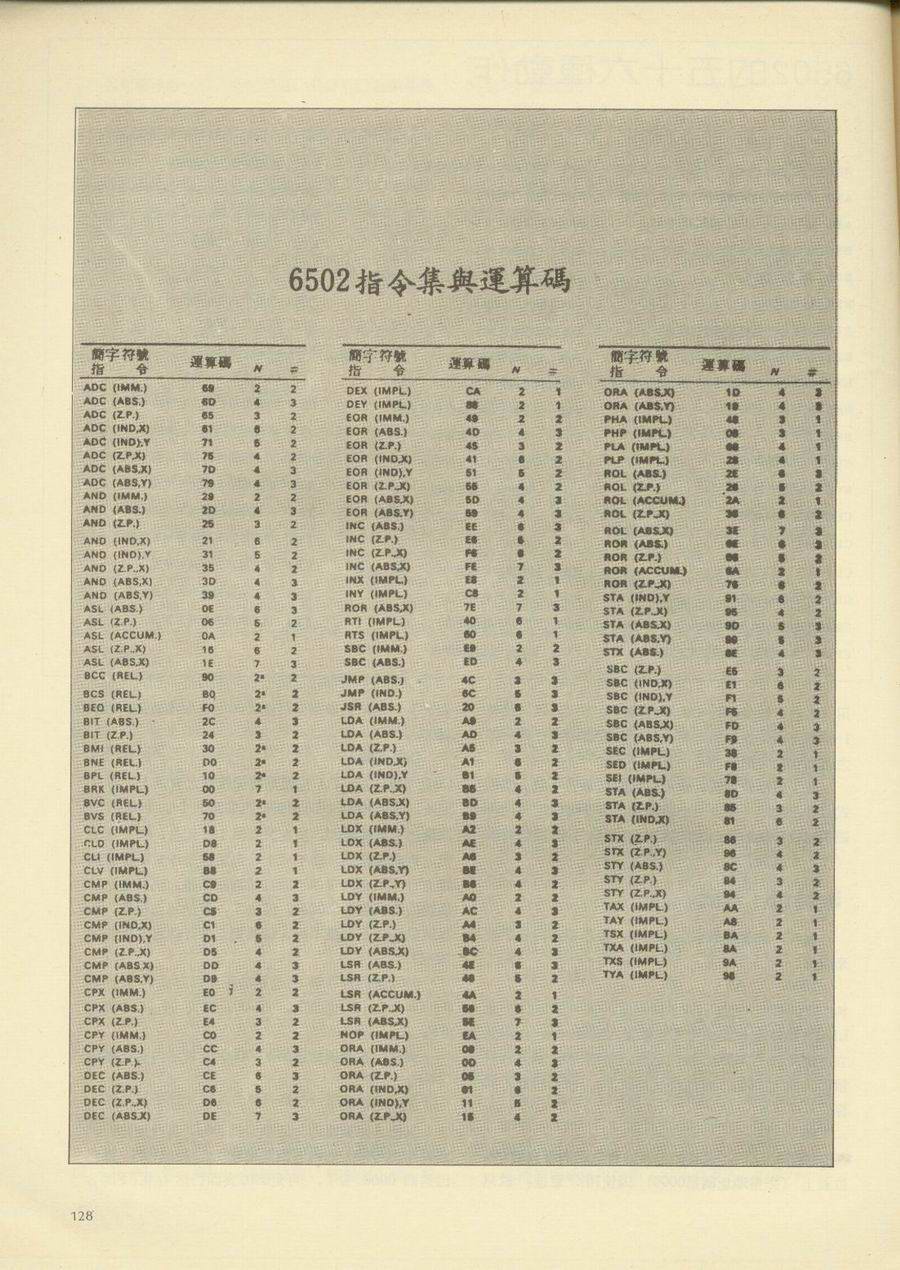 6502指令集與運算碼
簡字符號
指 令 運算碼 N #
ADC (IMM.) 69 2 2
ADC (ABS.) 6D 4 3
ADC (Z.P.) 65 3 2
ADC (IND,X) 61 6 2
ADC (IND),Y 71 5 2
ADC (Z.P,X) 75 4 2
ADC (ABS,X) 7D 4 3
ADC (ABS,Y) 79 4 3
AND (IMM.) 29 2 2
AND (ABS.) 2D 4 3
AND (Z.P.) 25 3 2
AND (IND,X) 21 6 2
AND (IND),Y 31 5 2
AND (Z.P.,X) 35 4 2
AND (ABS,X) 3D 4 3
AND (ABS,Y) 39 4 3
ASL (ABS.) 0E 6 3
ASL (Z.P.) 06 5 2
ASL (ACCUM.) 0A 2 1
ASL (Z.P.,X) 16 6 2
ASL (ABS,X) 1E 7 3
BCC (REL.) 90 2* 2
BCS (REL.) B0 2* 2
BEQ (REL.) F0 2* 2
BIT (ABS.) 2C 4 3
BIT (Z.P.) 24 3 2
BMI (REL.) 30 2* 2
BNE (REL.) D0 2* 2
BPL (REL.) 10 2* 2
BRK (IMPL.) 00 7 1
BVC (REL.) 50 2* 2
BVS (REL.) 70 2* 2
CLC (IMPL.) 18 2 1
CLD (IMPL.) D8 2 1
CLI (IMPL.) 58 2 1
CLV (IMPL.) B8 2 1
CMP (IMM.) C9 2 2
CMP (ABS.) CD 4 3
CMP (Z.P.) C5 3 2
CMP (IND,X) C1 6 2
CMP (IND),Y D1 5 2
CMP (Z.P.,X) D5 4 2
CMP (ABS,X) DD 4 3
CMP (ABS,Y) D9 4 3
CPX (IMM.) E0 2 2
CPX (ABS.) EC 4 3
CPX (Z.P.) E4 3 2
CPY (IMM.) C0 2 2
CPY (ABS.) CC 4 3
CPY (Z.P.) C4 3 2
DEC (ABS.) CE 6 3
DEC (Z.P.) C6 5 2
DEC (Z.P.,X) D6 6 2
DEC (ABS,X) DE 7 3
簡字符號
指 令 運算碼 N #
DEX (IMPL.) CA 2 1
DEY (IMPL.) 88 2 1
EOR (IMM.) 49 2 2
EOR (ABS.) 4D 4 3
EOR (Z.P.) 45 3 2
EOR (IND,X) 41 6 2
EOR (IND),Y 51 5 2
EOR (Z.P.,X) 55 4 2
EOR (ABS,X) 5D 4 3
EOR (ABS,Y) 59 4 3
INC (ABS.) EE 6 3
INC (Z.P.) E6 5 2
INC (Z.P.,X) F6 6 2
INC (ABS,X) FE 7 3
INX (IMPL.) E8 2 1
INY (IMPL.) C8 2 1
ROR (ABS,X) 7E 7 3
RTI (IMPL.) 40 6 1
RTS (IMPL.) 60 6 1
SBC (IMM.) E9 2 2
SBC (ABS.) ED 4 3
JMP (ABS.) 4C 3 3
JMP (IND.) 6C 5 3
JSR (ABS.) 20 6 3
LDA (IMM.) A9 2 2
LDA (ABS.) AD 4 3
LDA (Z.P.) A5 3 2
LDA (IND,X) A1 6 2
LDA (IND),Y B1 5 2
LDA (Z.P.,X) B5 4 2
LDA (ABS,X) BD 4 3
LDA (ABS,Y) B9 4 3
LDX (IMM.) A2 2 2
LDX (ABS.) AE 4 3
LDX (Z.P.) A6 3 2
LDX (ABS,Y) BE 4 3
LDX (Z.P.,Y) B6 4 2
LDY (IMM.) A0 2 2
LDY (ABS.) AC 4 3
LDY (Z.P.) A4 3 2
LDY (Z.P.,X) B4 4 2
LDY (ABS,X) BC 4 3
LSR (ABS.) 4E 6 3
LSR (Z.P.) 46 5 2
LSR (ACCUM.) 4A 2 1
LSR (Z.P.,X) 56 6 2
LSR (ABS,X) 5E 7 3
NOP (IMPL.) EA 2 1
ORA (IMM.) 09 2 2
ORA (ABS.) 0D 4 3
ORA (Z.P.) 05 3 2
ORA (IND,X) 01 6 2
ORA (IND),Y 11 5 2
ORA (Z.P.,X) 15 4 2
簡字符號
指 令 運算碼 N #
ORA (ABS,X) 1D 4 3
ORA (ABS,Y) 19 4 3
PHA (IMPL.) 48 3 1
PHP (IMPL.) 08 3 1
PLA (IMPL.) 68 4 1
PLP (IMPL.) 28 4 1
ROL (ABS.) 2E 6 3
ROL (Z.P.) 26 5 2
ROL (ACCUM.) 2A 2 1
ROL (Z.P.,X) 36 6 2
ROL (ABS,X) 3E 7 3
ROR (ABS.) 6E 6 3
ROR (Z.P.) 66 5 2
ROR (ACCUM.) 6A 2 1
ROR (Z.P.,X) 76 6 2
STA (IND),Y 91 6 2
STA (Z.P.,X) 95 4 2
STA (ABS,X) 9D 5 3
STA (ABS,Y) 99 5 3
STX (ABS.) 8E 4 3
SBC (Z.P.) E5 3 2
SBC (IND,X) E1 6 2
SBC (IND),Y F1 5 2
SBC (Z.P.,X) F5 4 2
SBC (ABS,X) FD 4 3
SBC (ABS,Y) F9 4 3
SEC (IMPL.) 38 2 1
SED (IMPL.) F8 2 1
SEI (IMPL.) 78 2 1
STA (ABS.) 8D 4 3
STA (Z.P.) 85 3 2
STA (IND,X) 81 6 2
STX (Z.P.) 86 3 2
STX (Z.P.,Y) 96 4 2
STY (ABS.) 8C 4 3
STY (Z.P.) 84 3 2
STY (Z.P.,X) 94 4 2
TAX (IMPL.) AA 2 1
TAY (IMPL.) A8 2 1
TSX (IMPL.) BA 2 1
TXA (IMPL.) 8A 2 1
TXS (IMPL.) 9A 2 1
TYA (IMPL.) 98 2 1
128